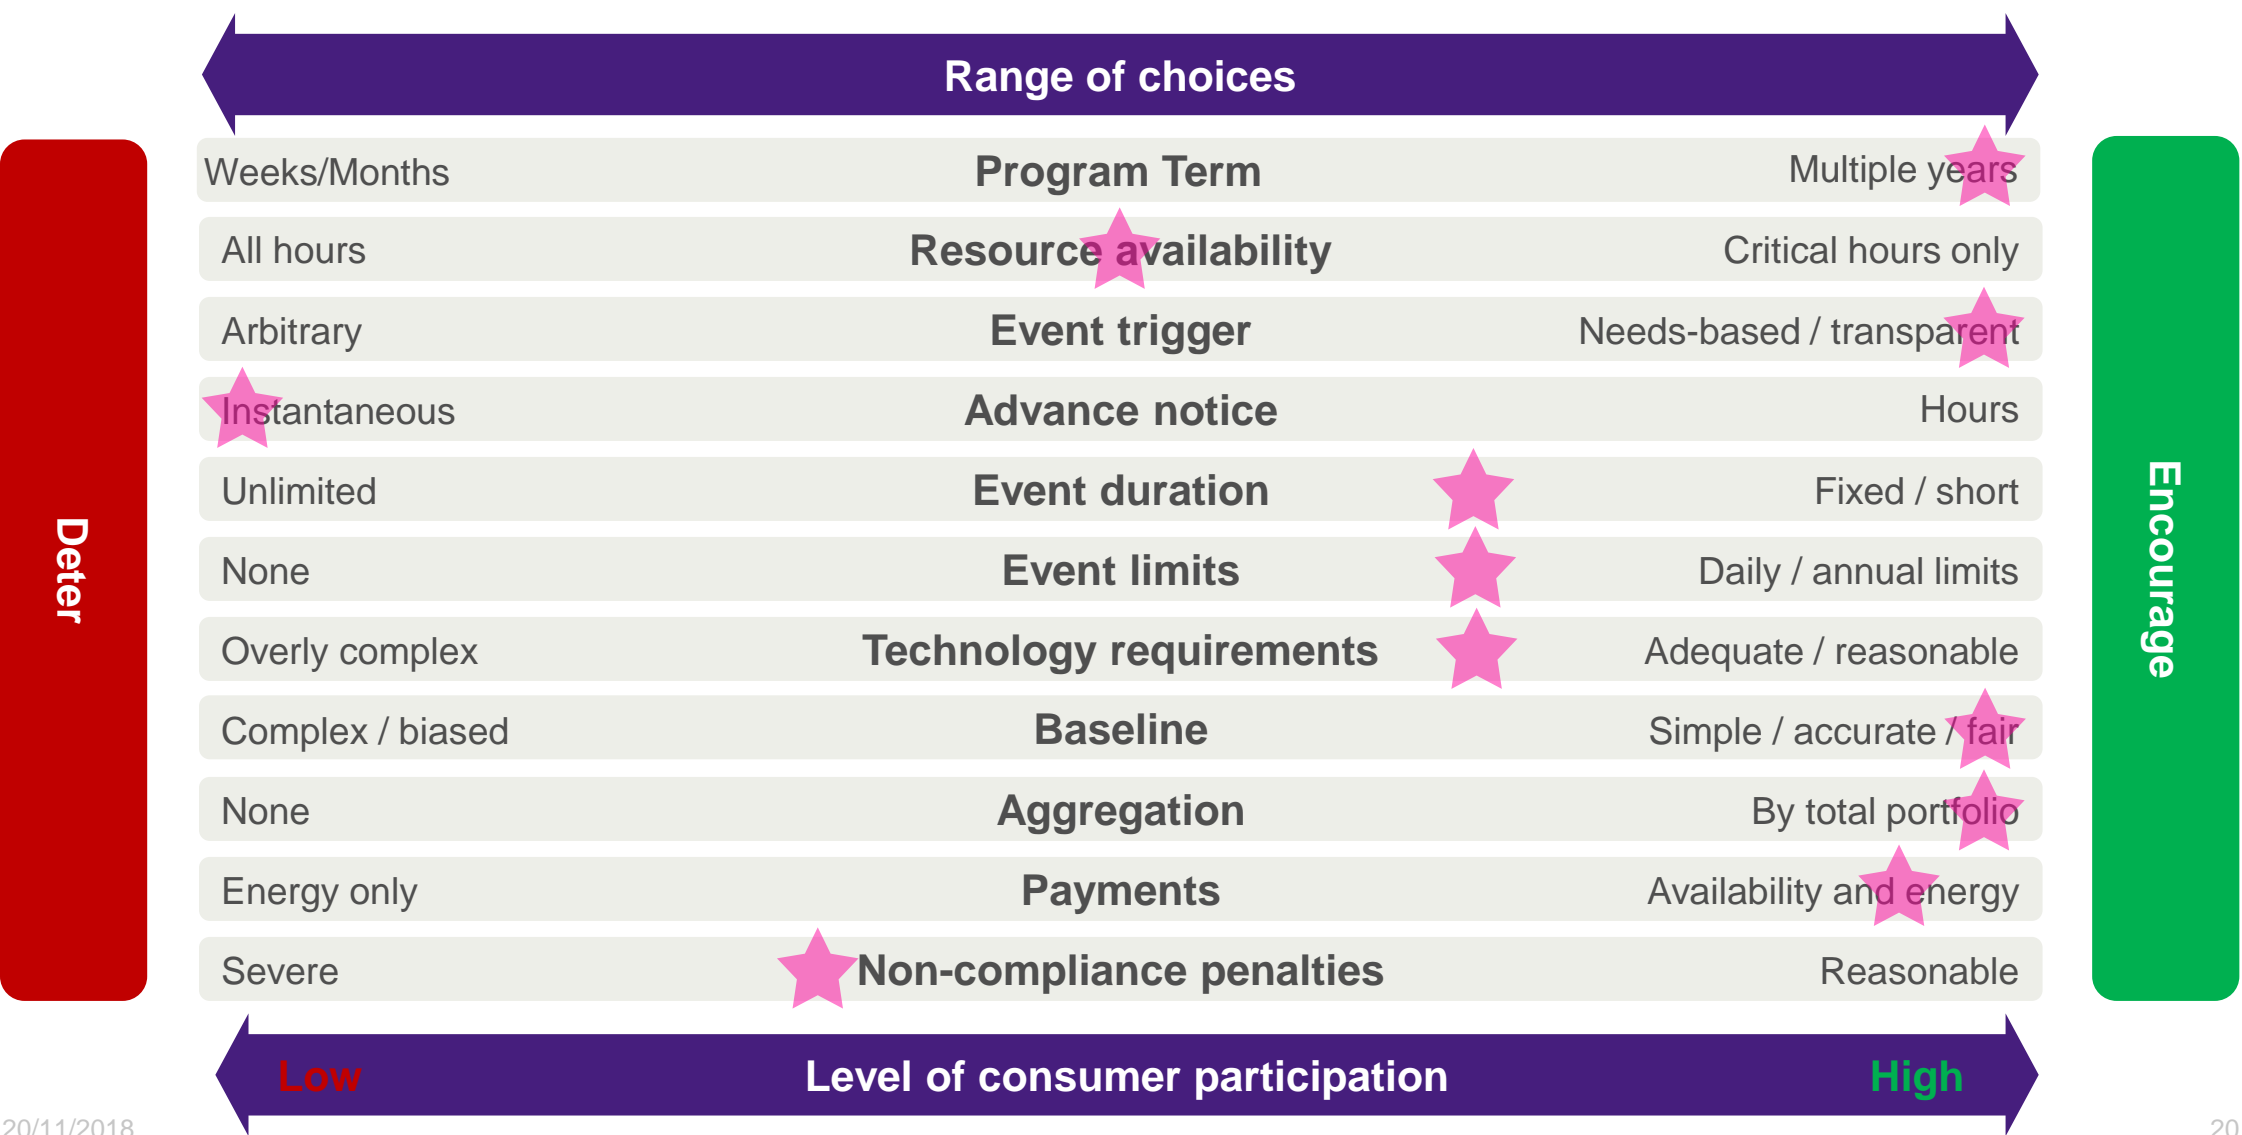 Range of choices
Deter
Encourage
Weeks/Months Program Term Multiple years
All hours Resource availability Critical hours only
Arbitrary Event trigger Needs-based / transparent
Instantaneous Advance notice Hours
Unlimited Event duration Fixed / short
None Event limits Daily / annual limits
Overly complex Technology requirements Adequate / reasonable
Complex / biased Baseline Simple / accurate / fair
None Aggregation By total portfolio
Energy only Payments Availability and energy
Severe Non-compliance penalties Reasonable
Low Level of consumer participation High
20/11/2018 20